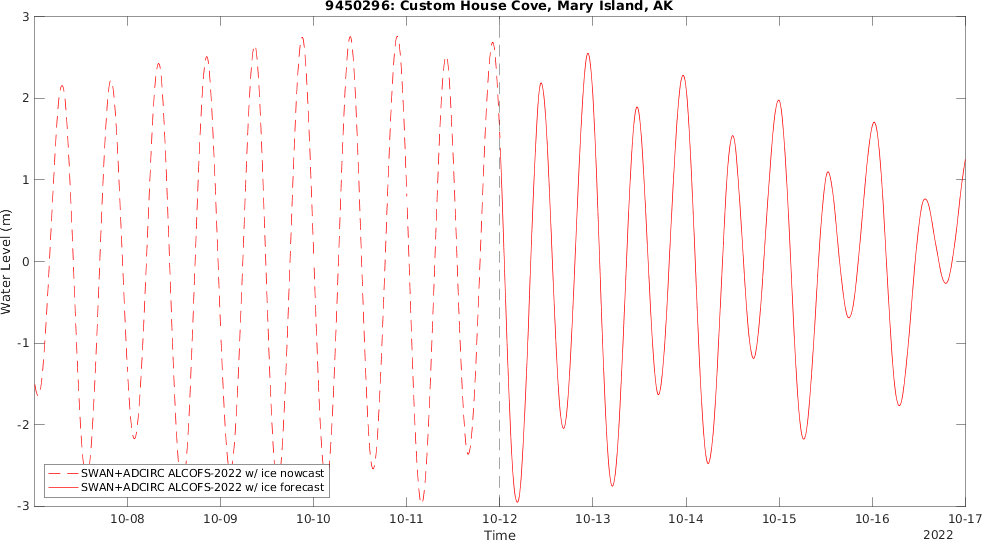 9450296: Custom House Cove, Mary Island, AK
3
2
1
0
-1
-2
-3
Water Level (m)
SWAN+ADCIRC ALCOFS-2022 w/ ice nowcast
SWAN+ADCIRC ALCOFS-2022 w/ ice forecast
10-08 10-09 10-10 10-11 10-12 10-13 10-14 10-15 10-16 10-17
Time
2022